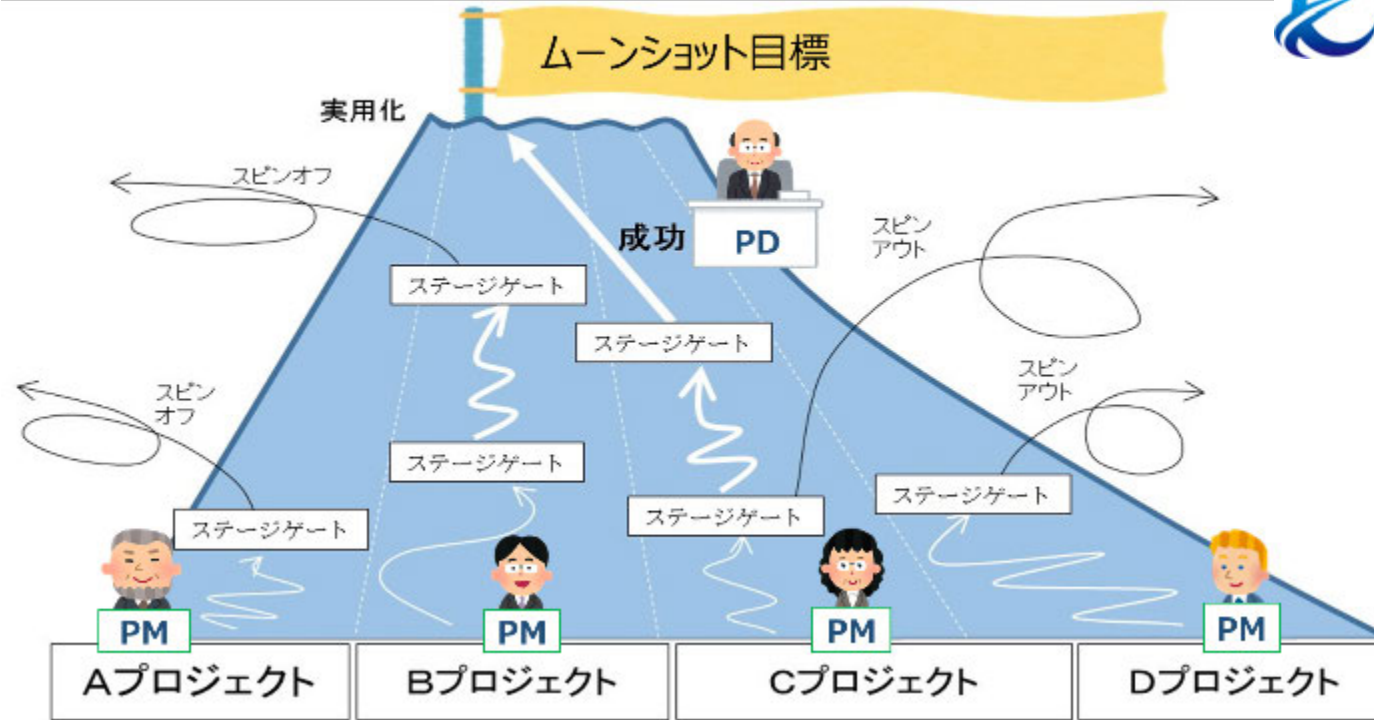 ムーンショット目標
実用化
スピンオフ
成功
PD
スピン
アウト
ステージゲート
ステージゲート
スピン
アウト
スピン
オフ
ステージゲート
ステージゲート
ステージゲート
ステージゲート
PM
PM
PM
PM
Aプロジェクト
Bプロジェクト
Cプロジェクト
Dプロジェクト